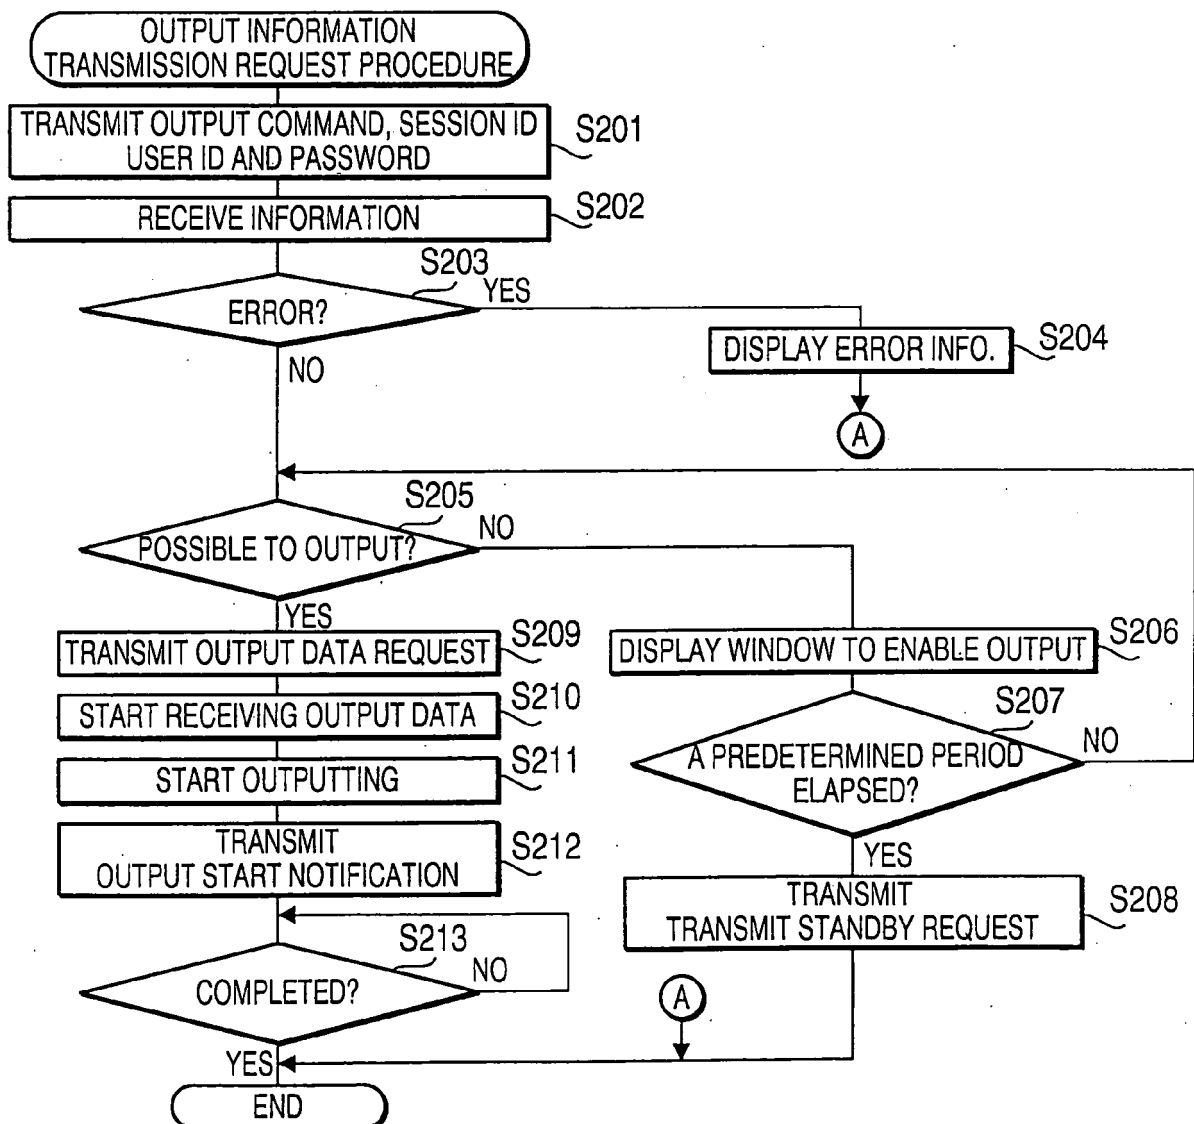 OUTPUT INFORMATION
TRANSMISSION REQUEST PROCEDURE
TRANSMIT OUTPUT COMMAND, SESSION ID
USER ID AND PASSWORD
S201
RECEIVE INFORMATION
S202
S203
ERROR?
YES
NO
DISPLAY ERROR INFO.
S204
A
S205
POSSIBLE TO OUTPUT?
NO
YES
TRANSMIT OUTPUT DATA REQUEST
S209
DISPLAY WINDOW TO ENABLE OUTPUT
S206
START RECEIVING OUTPUT DATA
S210
S207
A PREDETERMINED PERIOD
ELAPSED?
NO
YES
START OUTPUTTING
S211
TRANSMIT
OUTPUT START NOTIFICATION
S212
TRANSMIT
TRANSMIT STANDBY REQUEST
S208
S213
COMPLETED?
NO
A
YES
END